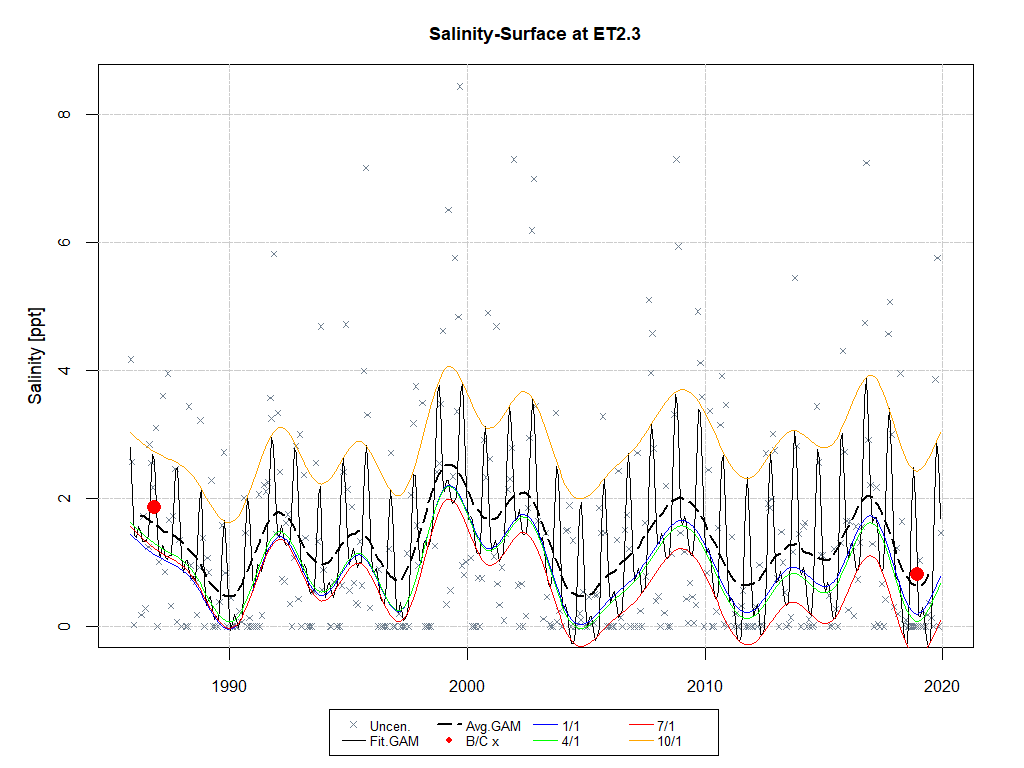 Salinity-Surface at ET2.3
Salinity [ppt]
8
6
4
2
0
1990 2000 2010 2020
Uncen. Avg.GAM 1/1 7/1
Fit.GAM B/C x 4/1 10/1